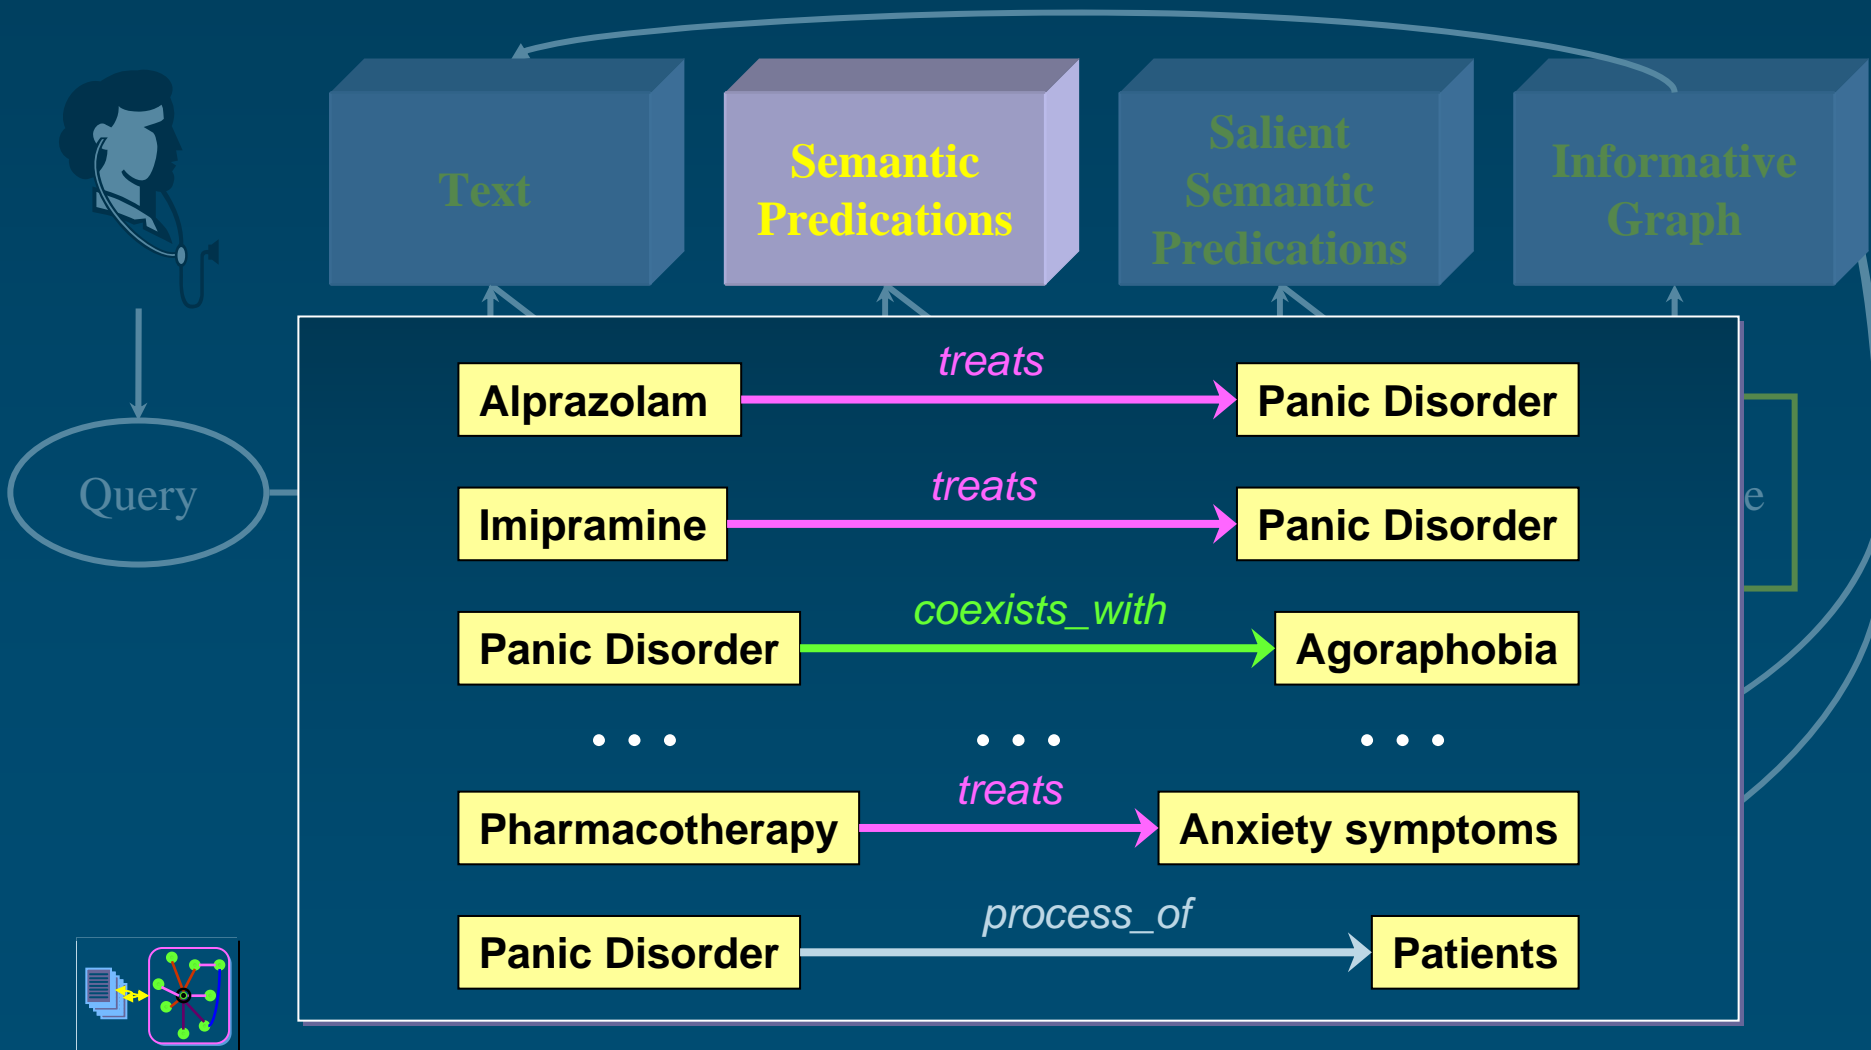 Text
Semantic
Predications
Salient
Semantic
Predications
Informative
Graph
Query
Alprazolam treats Panic Disorder
Imipramine treats Panic Disorder
Panic Disorder coexists_with Agoraphobia
. . . . . . . . .
Pharmacotherapy treats Anxiety symptoms
Panic Disorder process_of Patients